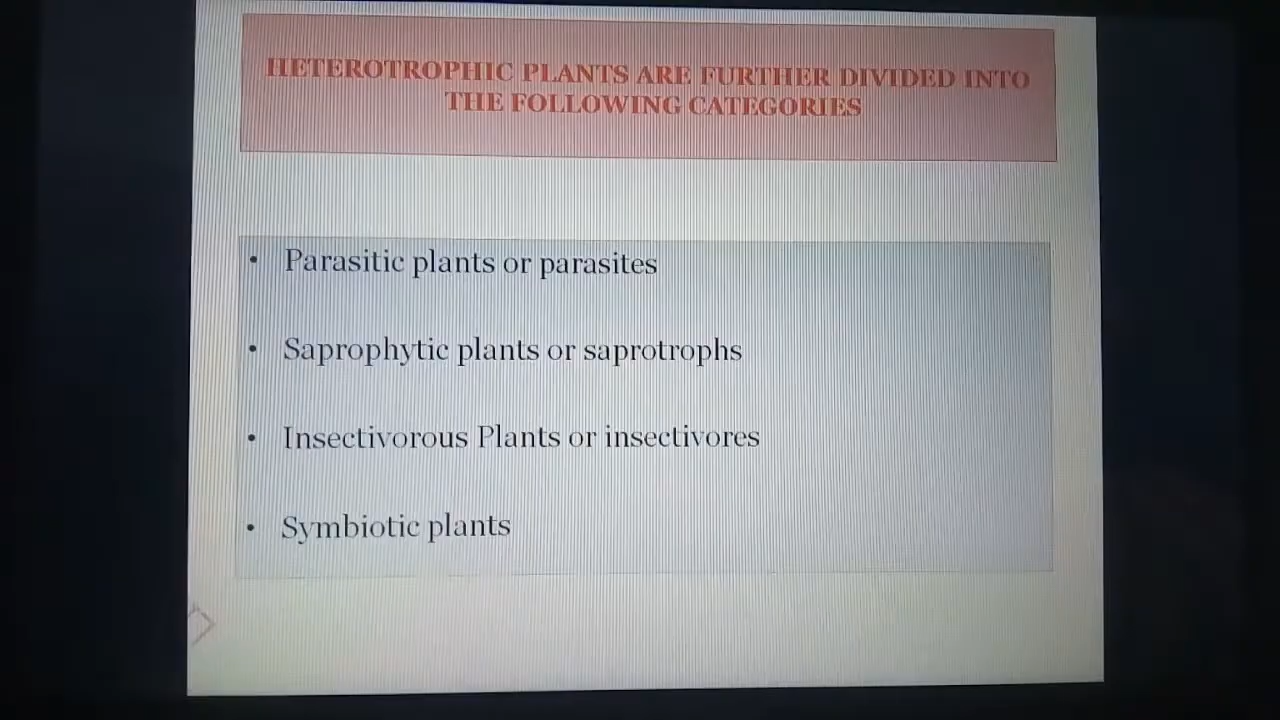 HETEROTROPHIC PLANTS ARE FURTHER DIVIDED INTO
THE FOLLOWING CATEGORIES
• Parasitic plants or parasites
• Saprophytic plants or saprotrophs
• Insectivorous Plants or insectivores
• Symbiotic plants